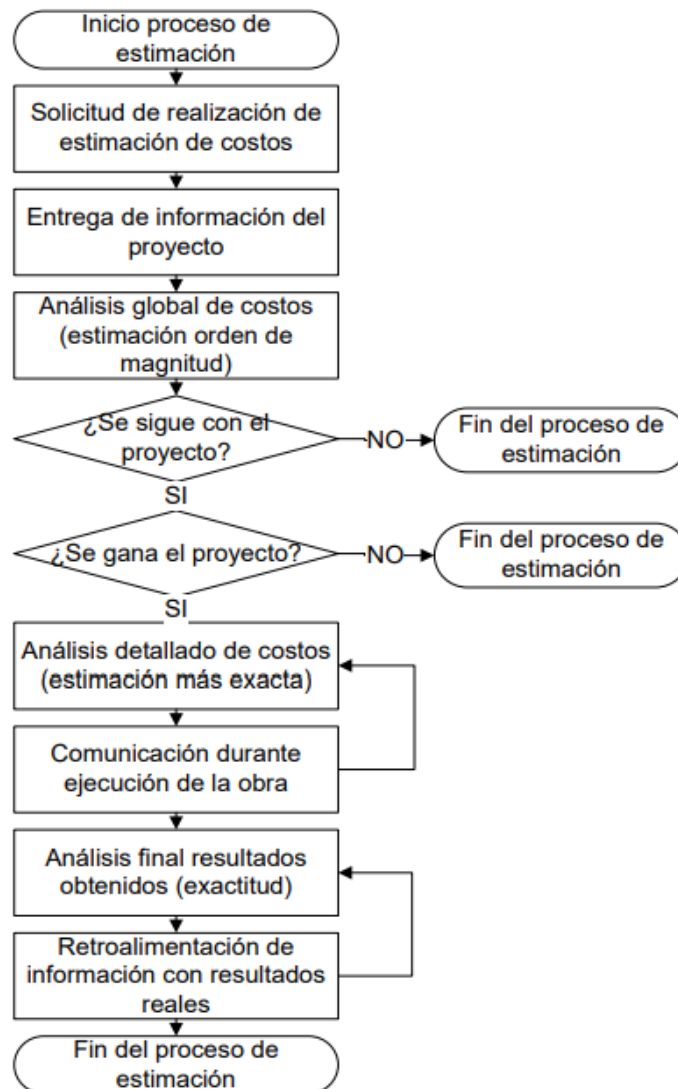 Inicio proceso de
estimación
Solicitud de realización de
estimación de costos
Entrega de información del
proyecto
Análisis global de costos
(estimación orden de
magnitud)
¿Se sigue con el
proyecto?
NO
Fin del proceso de
estimación
SI
¿Se gana el proyecto?
NO
Fin del proceso de
estimación
SI
Análisis detallado de costos
(estimación más exacta)
Comunicación durante
ejecución de la obra
Análisis final resultados
obtenidos (exactitud)
Retroalimentación de
información con resultados
reales
Fin del proceso de
estimación